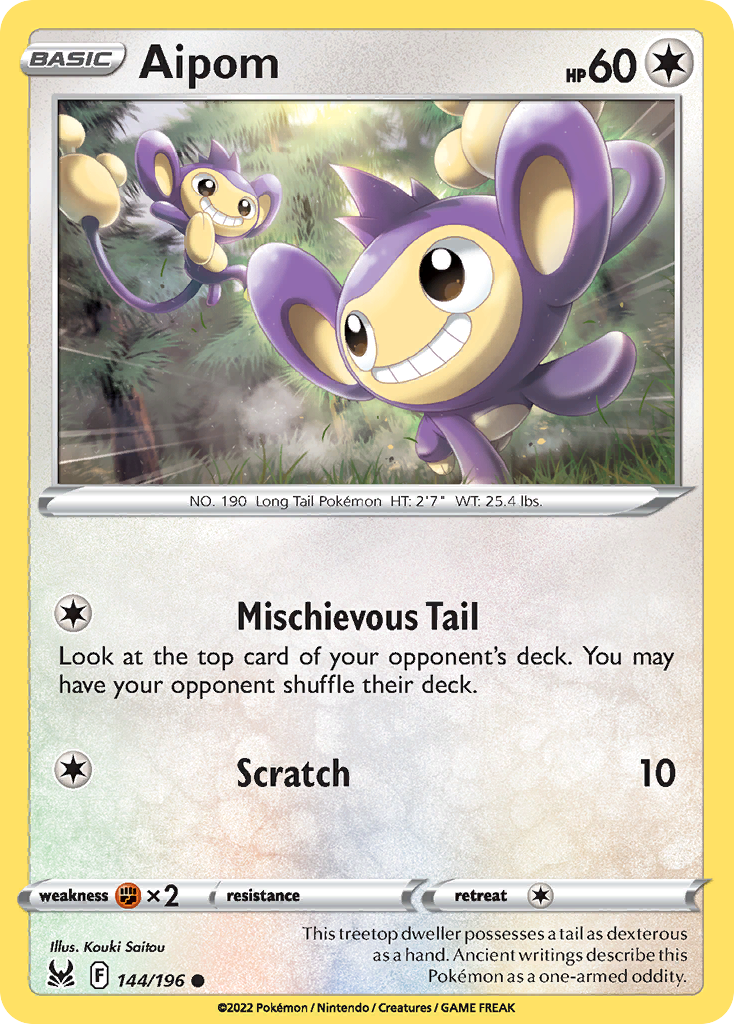 BASIC Aipom HP60
NO. 190 Long Tail Pokémon HT: 2'7" WT: 25.4 lbs.
Mischievous Tail
Look at the top card of your opponent's deck. You may
have your opponent shuffle their deck.
Scratch 10
weakness ×2 resistance retreat
Illus. Kouki Saitou
This treetop dweller possesses a tail as dexterous
as a hand. Ancient writings describe this
Pokémon as a one-armed oddity.
F 144/196
©2022 Pokémon / Nintendo / Creatures / GAME FREAK